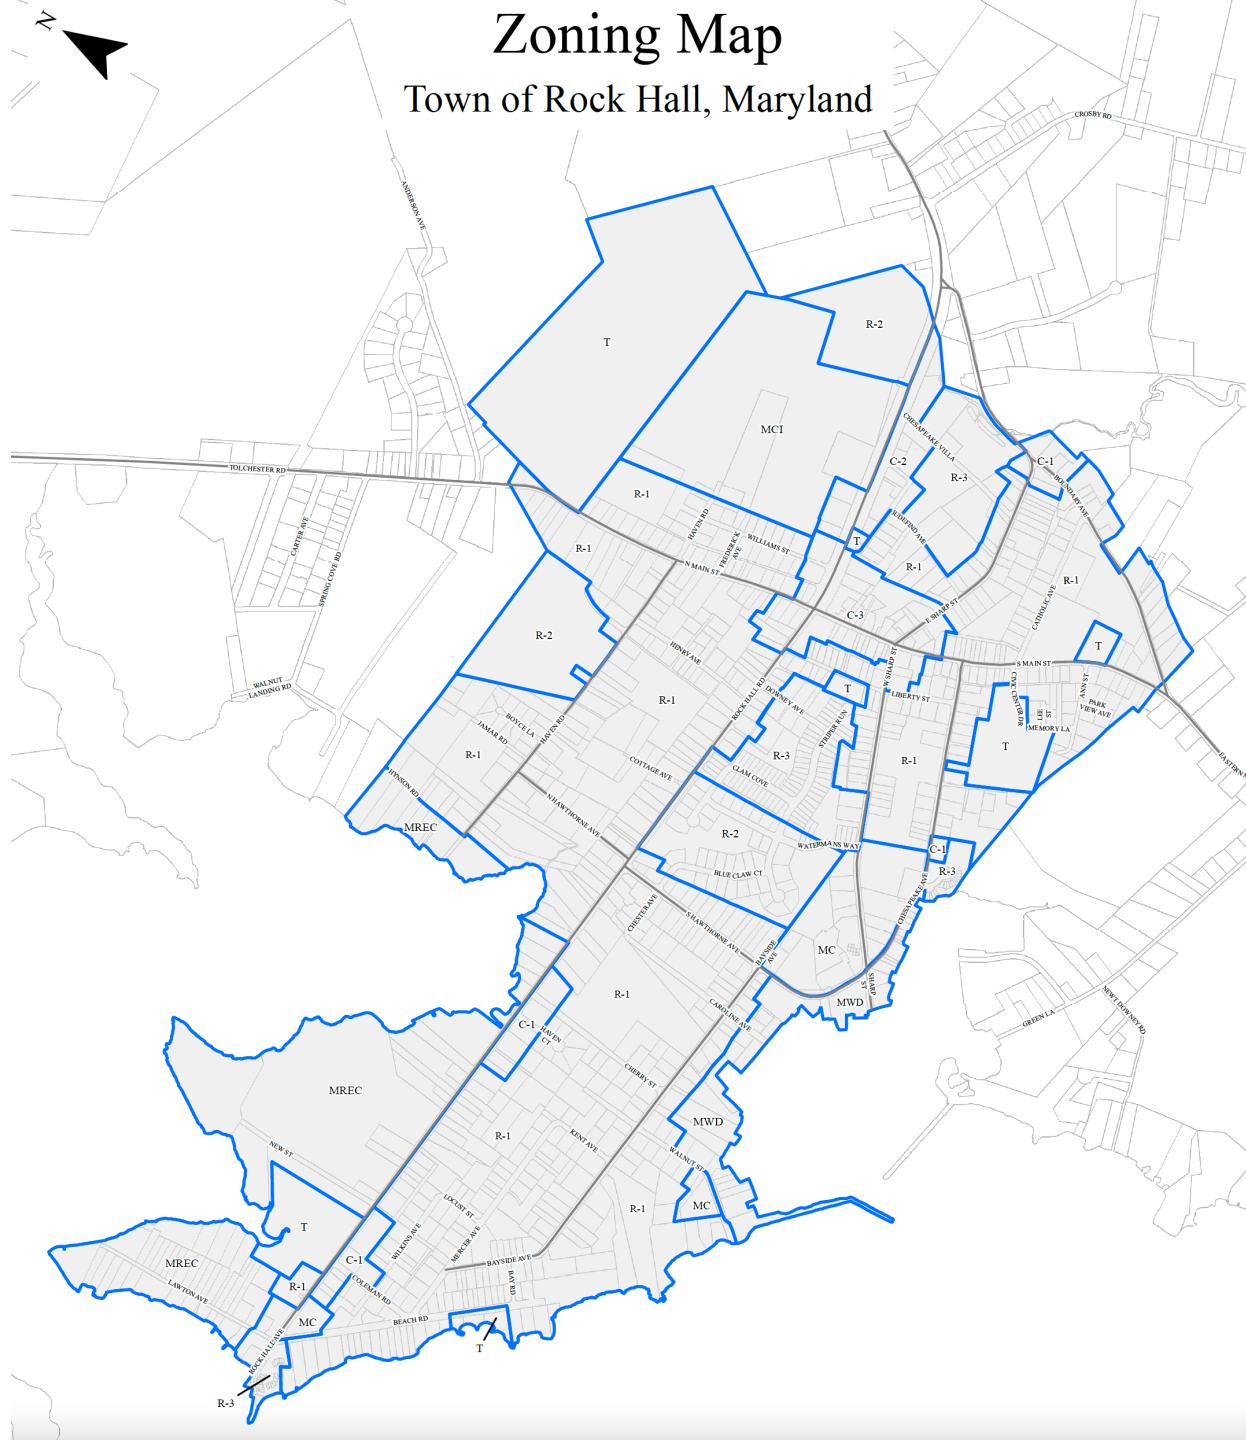 N
Zoning Map
Town of Rock Hall, Maryland
CROSBY RD
ANDERSON AVE
R-2
T
MCI
CHESAPEAKE VILLA
C-2
C-1
TOLCHESTER RD
R-3
BOUNDARY AVE
R-1
HAVEN RD
CARTER AVE
RUDEFIND AVE
FREDERICK
AVE
WILLIAMS ST
T
R-1
SPRING COVE RD
N MAIN ST
R-1
R-1
CATHOLIC AVE
C-3
E SHARP ST
R-2
HENRY AVE
T
W SHARP ST
S MAIN ST
WALNUT
LANDING RD
T
LIBERTY ST
CIVIC CENTER DR
ANN ST
R-1
ROCK HALL RD
DOWNEY AVE
PARK
VIEW AVE
BOYCE LA
HAVEN RD
STRIPER RUN
MEMORY LA
JAMAR RD
T
R-1
R-3
R-1
EASTERN
COTTAGE AVE
CLAM COVE
HYNSON RD
N HAWTHORNE AVE
MREC
R-2
WATERMANS WAY
C-1
BLUE CLAW CT
R-3
CHESTER AVE
S HAWTHORNE AVE
CHESAPEAKE AVE
BAYSIDE
AVE
MC
SHARP
ST
R-1
MWD
CAROLINE AVE
NEWT DOWNEY RD
GREEN LA
C-1
HAVEN
CT
CHERRY ST
MREC
MWD
R-1
KENT AVE
NEW ST
WALNUT ST
LOCUST ST
R-1
MC
T
WILKINS AVE
MERCER AVE
MREC
C-1
BAYSIDE AVE
LAWTON AVE
R-1
COLEMAN RD
BAY RD
MC
BEACH RD
ROCK HALL AVE
T
R-3